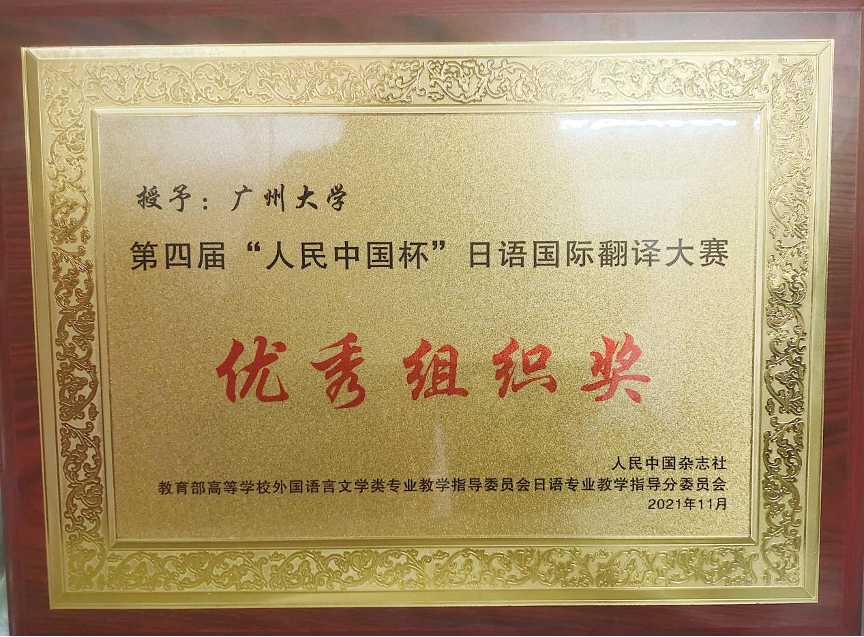 授予：广州大学
第四届“人民中国杯”日语国际翻译大赛
优秀组织奖
人民中国杂志社
教育部高等学校外国语言文学类专业教学指导委员会日语专业教学指导分委员会
2021年11月